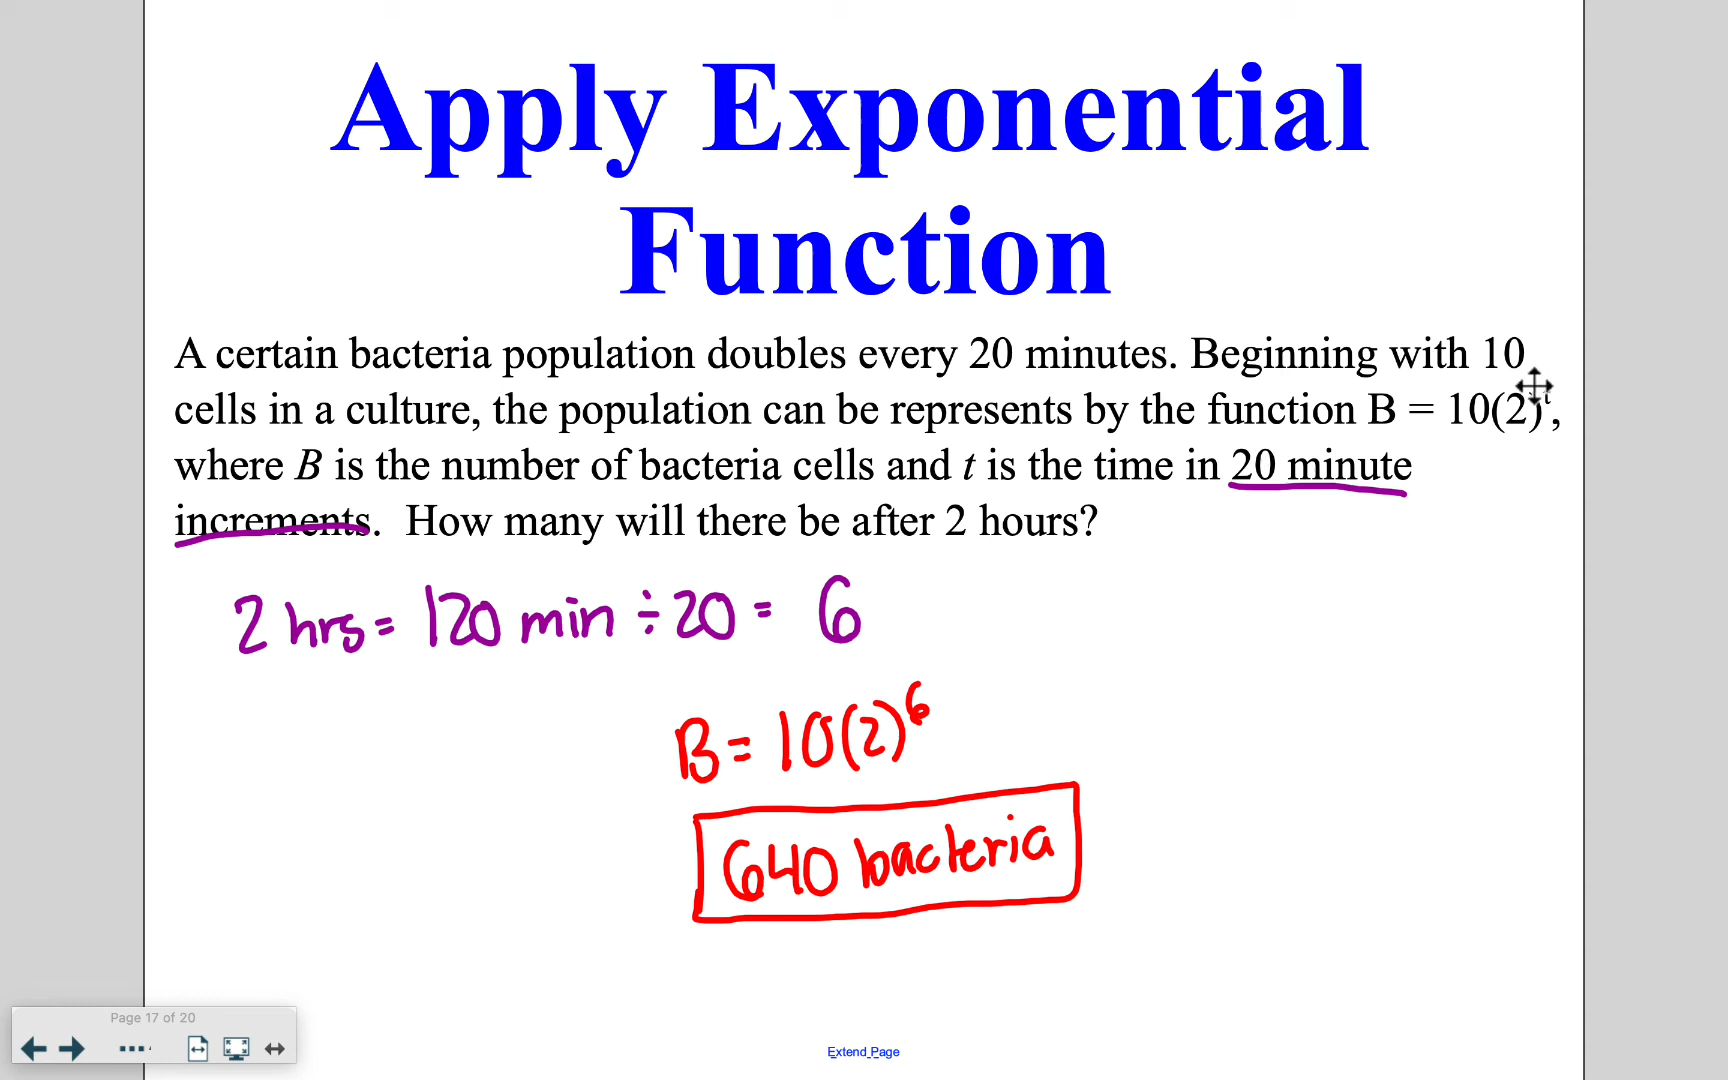 Apply Exponential
Function
A certain bacteria population doubles every 20 minutes. Beginning with 10
cells in a culture, the population can be represents by the function B = 10(2)ᵗ,
where B is the number of bacteria cells and t is the time in 20 minute
increments. How many will there be after 2 hours?
2 hrs = 120 min ÷ 20 = 6
B = 10(2)⁶
640 bacteria
Page 17 of 20
Extend Page